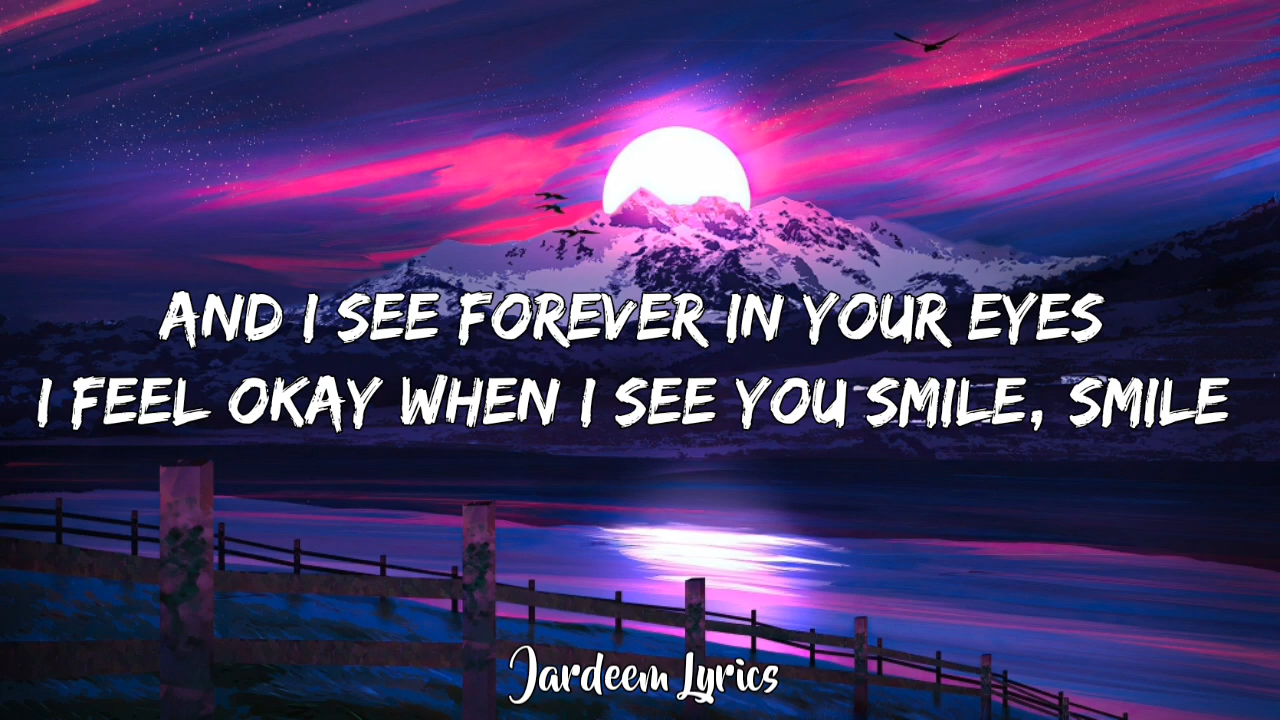 AND I SEE FOREVER IN YOUR EYES
I FEEL OKAY WHEN I SEE YOU SMILE, SMILE
Jardeem Lyrics